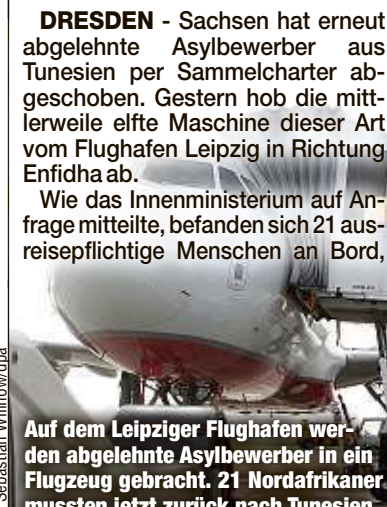 DRESDEN - Sachsen hat erneut
abgelehnte Asylbewerber aus
Tunesien per Sammelcharter ab-
geschoben. Gestern hob die mitt-
lerweile elfte Maschine dieser Art
vom Flughafen Leipzig in Richtung
Enfidha ab.
Wie das Innenministerium auf An-
frage mitteilte, befanden sich 21 aus-
reisepflichtige Menschen an Bord,
Auf dem Leipziger Flughafen wer-
den abgelehnte Asylbewerber in ein
Flugzeug gebracht. 21 Nordafrikaner
mussten jetzt zurück nach Tunesien